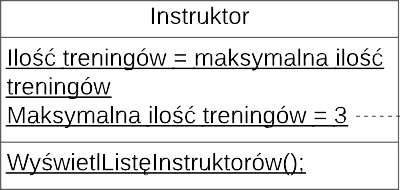 Instruktor
Ilość treningów = maksymalna ilość
treningów
Maksymalna ilość treningów = 3
WyświetlListęInstruktorów();